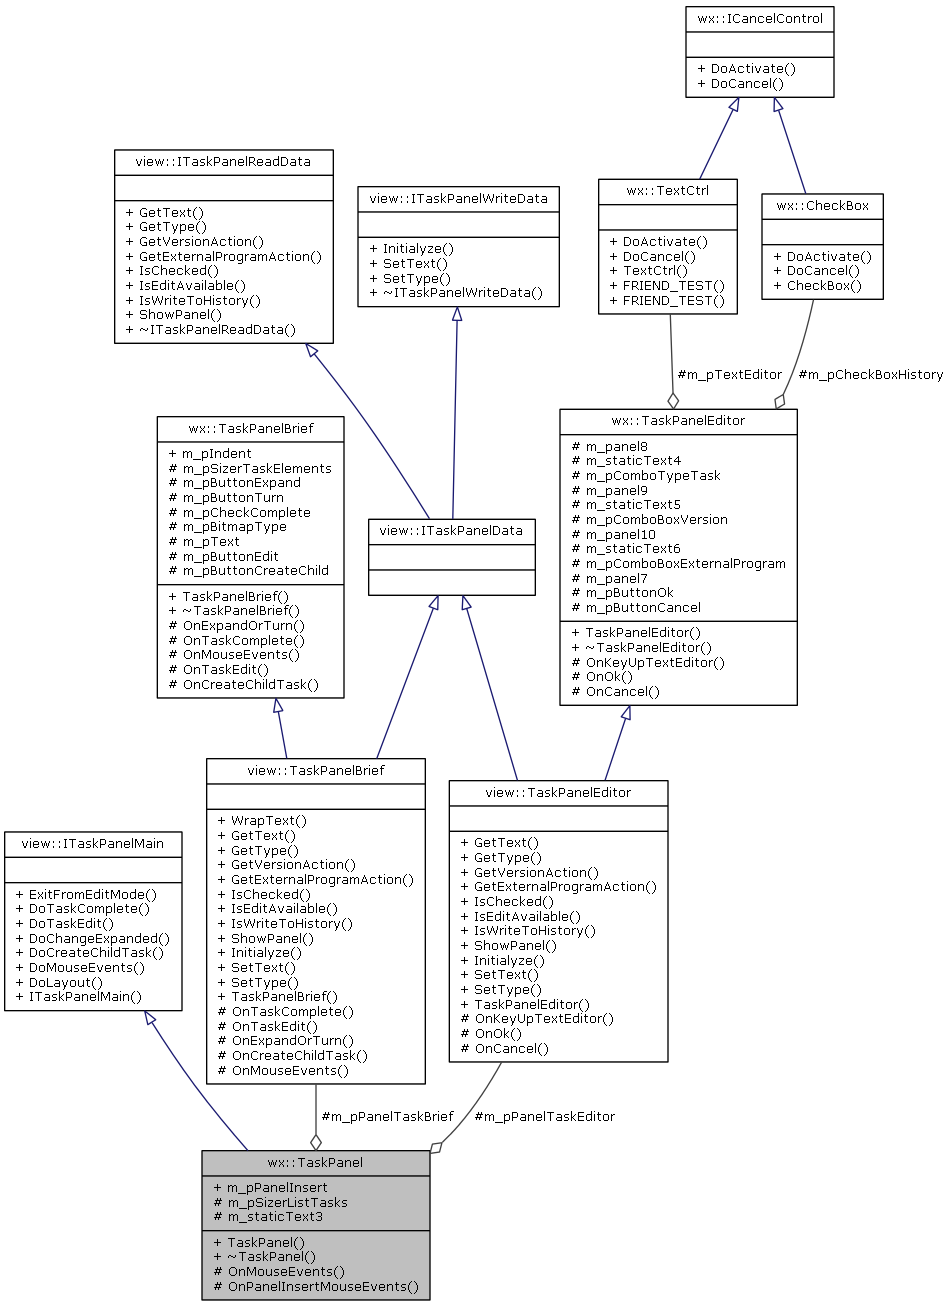 wx::ICancelControl
+ DoActivate()
+ DoCancel()
view::ITaskPanelReadData
+ GetText()
+ GetType()
+ GetVersionAction()
+ GetExternalProgramAction()
+ IsChecked()
+ IsEditAvailable()
+ IsWriteToHistory()
+ ShowPanel()
+ ~ITaskPanelReadData()
view::ITaskPanelWriteData
+ Initialyze()
+ SetText()
+ SetType()
+ ~ITaskPanelWriteData()
wx::TextCtrl
+ DoActivate()
+ DoCancel()
+ TextCtrl()
+ FRIEND_TEST()
+ FRIEND_TEST()
wx::CheckBox
+ DoActivate()
+ DoCancel()
+ CheckBox()
#m_pTextEditor
#m_pCheckBoxHistory
wx::TaskPanelBrief
+ m_pIndent
# m_pSizerTaskElements
# m_pButtonExpand
# m_pButtonTurn
# m_pCheckComplete
# m_pBitmapType
# m_pText
# m_pButtonEdit
# m_pButtonCreateChild
+ TaskPanelBrief()
+ ~TaskPanelBrief()
# OnExpandOrTurn()
# OnTaskComplete()
# OnMouseEvents()
# OnTaskEdit()
# OnCreateChildTask()
view::ITaskPanelData
wx::TaskPanelEditor
# m_panel8
# m_staticText4
# m_pComboTypeTask
# m_panel9
# m_staticText5
# m_pComboBoxVersion
# m_panel10
# m_staticText6
# m_pComboBoxExternalProgram
# m_panel7
# m_pButtonOk
# m_pButtonCancel
+ TaskPanelEditor()
+ ~TaskPanelEditor()
# OnKeyUpTextEditor()
# OnOk()
# OnCancel()
view::ITaskPanelMain
+ ExitFromEditMode()
+ DoTaskComplete()
+ DoTaskEdit()
+ DoChangeExpanded()
+ DoCreateChildTask()
+ DoMouseEvents()
+ DoLayout()
+ ITaskPanelMain()
view::TaskPanelBrief
+ WrapText()
+ GetText()
+ GetType()
+ GetVersionAction()
+ GetExternalProgramAction()
+ IsChecked()
+ IsEditAvailable()
+ IsWriteToHistory()
+ ShowPanel()
+ Initialyze()
+ SetText()
+ SetType()
+ TaskPanelBrief()
# OnTaskComplete()
# OnTaskEdit()
# OnExpandOrTurn()
# OnCreateChildTask()
# OnMouseEvents()
view::TaskPanelEditor
+ GetText()
+ GetType()
+ GetVersionAction()
+ GetExternalProgramAction()
+ IsChecked()
+ IsEditAvailable()
+ IsWriteToHistory()
+ ShowPanel()
+ Initialyze()
+ SetText()
+ SetType()
+ TaskPanelEditor()
# OnKeyUpTextEditor()
# OnOk()
# OnCancel()
#m_pPanelTaskBrief
#m_pPanelTaskEditor
wx::TaskPanel
+ m_pPanelInsert
# m_pSizerListTasks
# m_staticText3
+ TaskPanel()
+ ~TaskPanel()
# OnMouseEvents()
# OnPanelInsertMouseEvents()